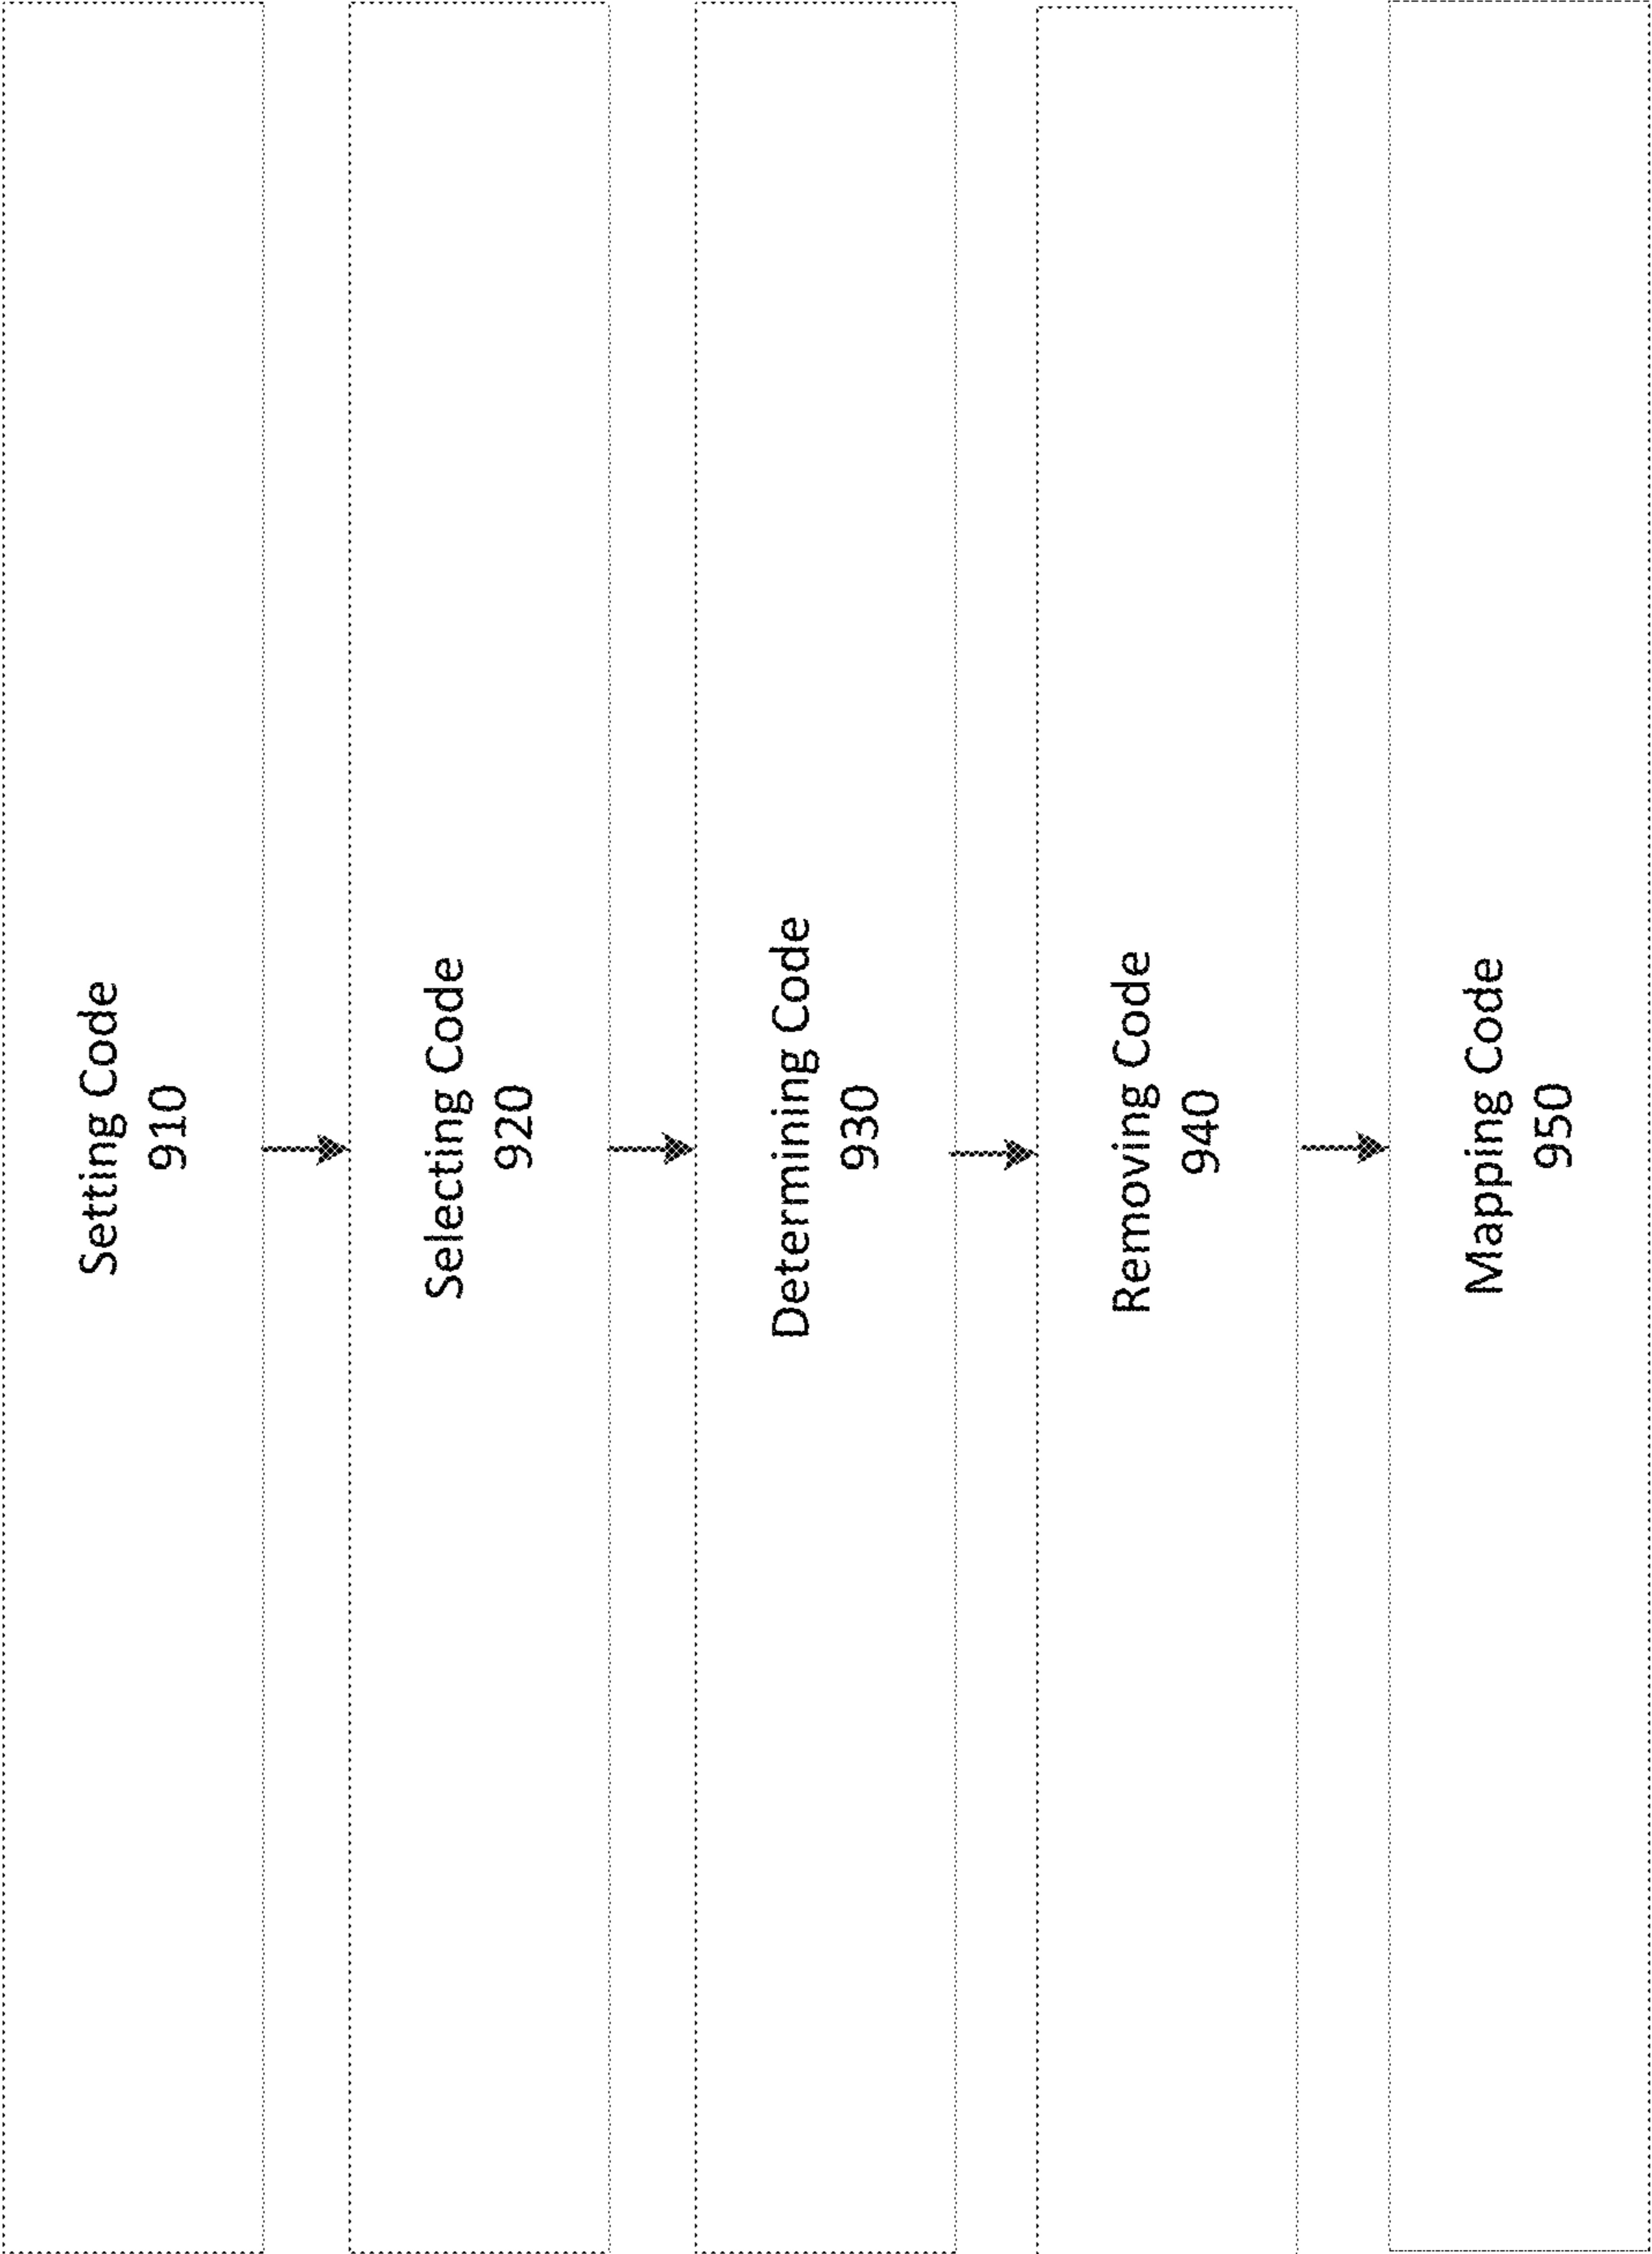 Setting Code
910
Selecting Code
920
Determining Code
930
Removing Code
940
Mapping Code
950